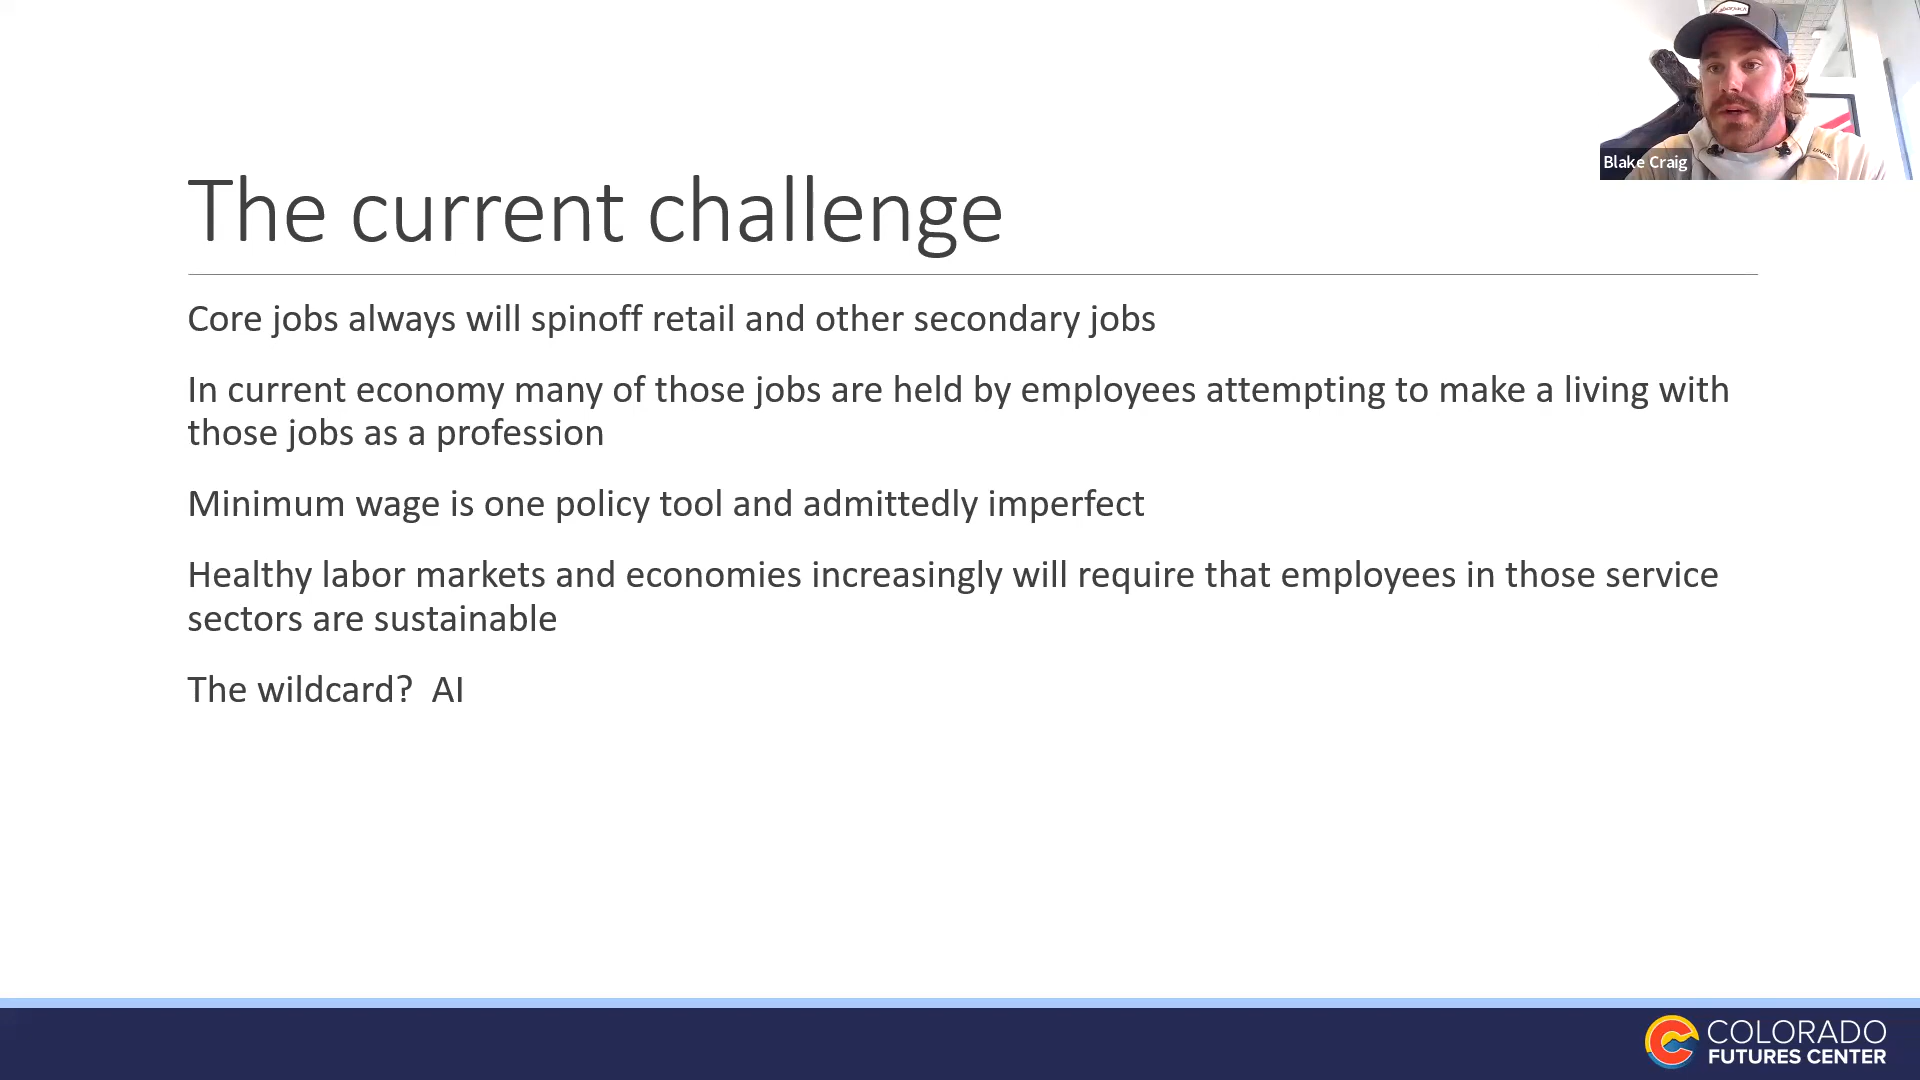 Blake Craig
The current challenge
Core jobs always will spinoff retail and other secondary jobs
In current economy many of those jobs are held by employees attempting to make a living with
those jobs as a profession
Minimum wage is one policy tool and admittedly imperfect
Healthy labor markets and economies increasingly will require that employees in those service
sectors are sustainable
The wildcard?  AI
COLORADO
FUTURES CENTER